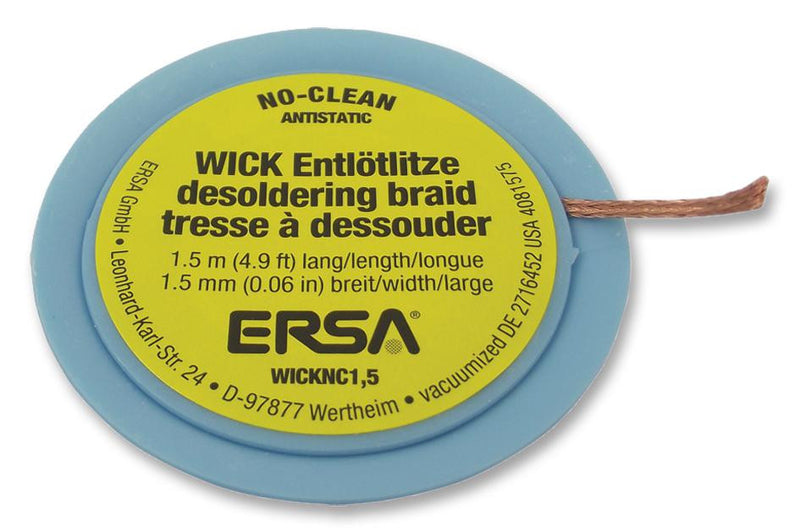 NO-CLEAN
ANTISTATIC
WICK Entlötlitze
desoldering braid
tresse à dessouder
1.5 m (4.9 ft) lang/length/longue
1.5 mm (0.06 in) breit/width/large
ERSA®
WICKNC1,5
ERSA GmbH • Leonhard-Karl-Str. 24 • D-97877 Wertheim • vacuumized DE 2716452 USA 4081575